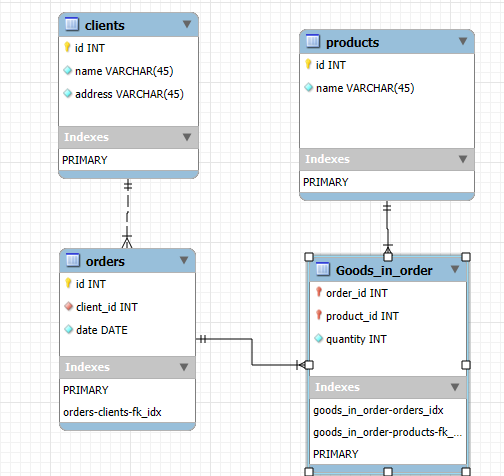 clients
id INT
name VARCHAR(45)
address VARCHAR(45)
Indexes
PRIMARY
products
id INT
name VARCHAR(45)
Indexes
PRIMARY
orders
id INT
client_id INT
date DATE
Indexes
PRIMARY
orders-clients-fk_idx
Goods_in_order
order_id INT
product_id INT
quantity INT
Indexes
goods_in_order-orders_idx
goods_in_order-products-fk_...
PRIMARY